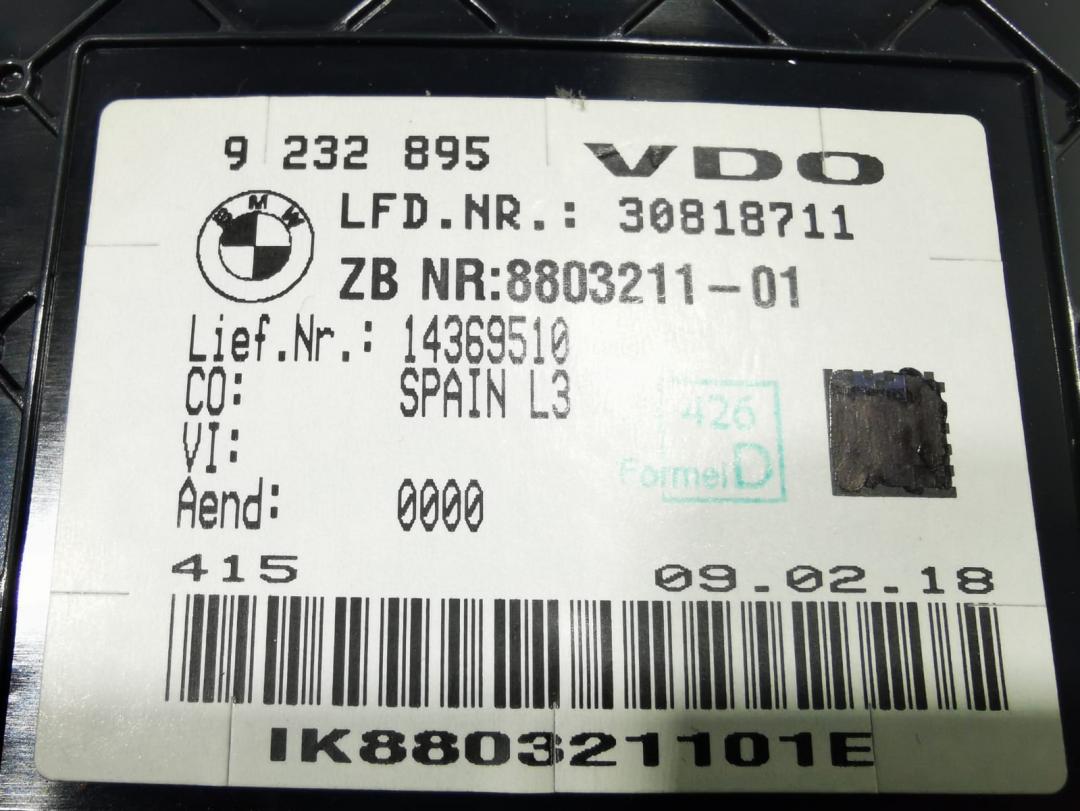 9 232 895
VDO
BMW
LFD.NR.: 30818711
ZB NR:8803211-01
Lief.Nr.: 14369510
CO: SPAIN L3
VI:
Aend: 0000
426
Formel D
415
09.02.18
IK880321101E